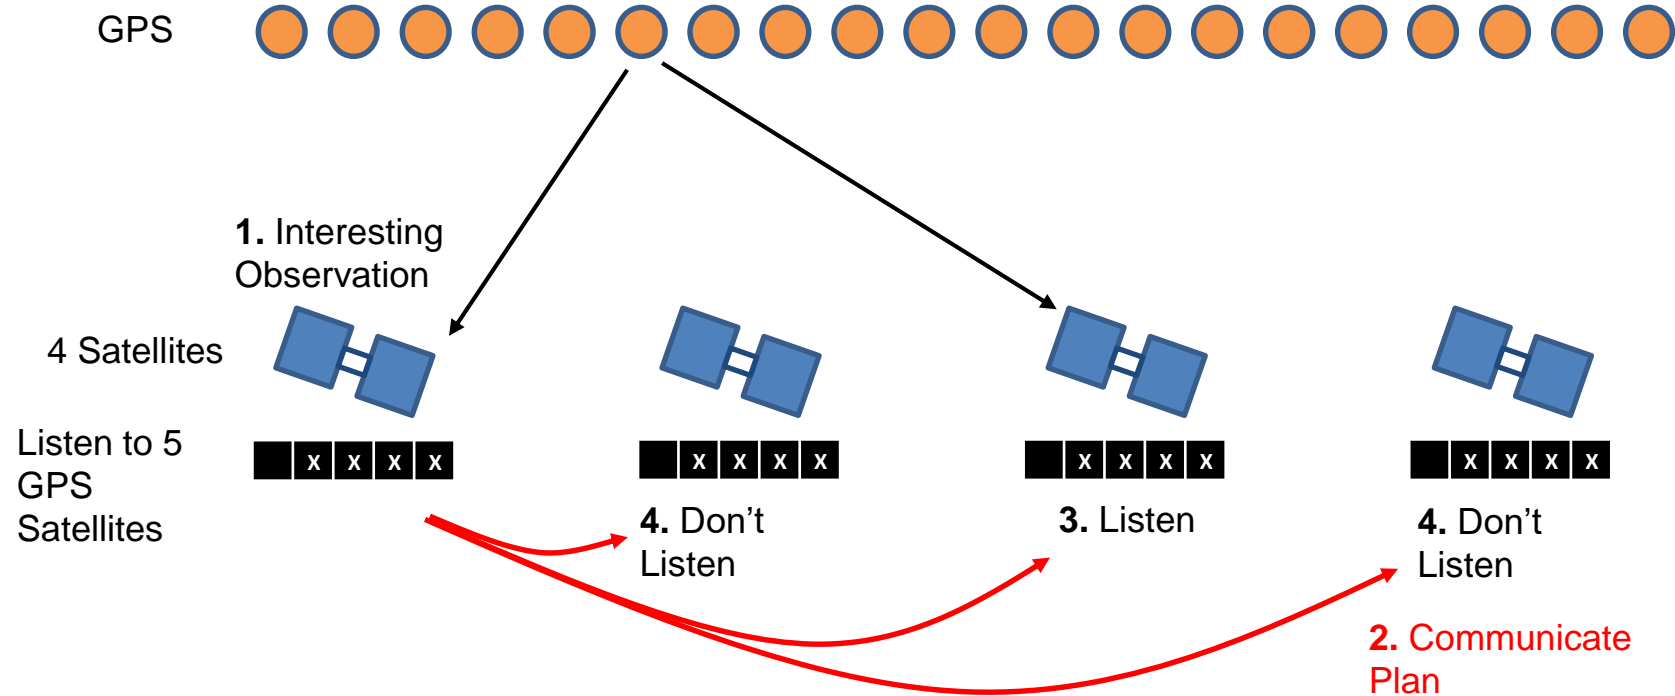 GPS
1. Interesting
Observation
4 Satellites
Listen to 5
GPS
Satellites
X X X X
X X X X
X X X X
X X X X
4. Don’t
Listen
3. Listen
4. Don’t
Listen
2. Communicate
Plan